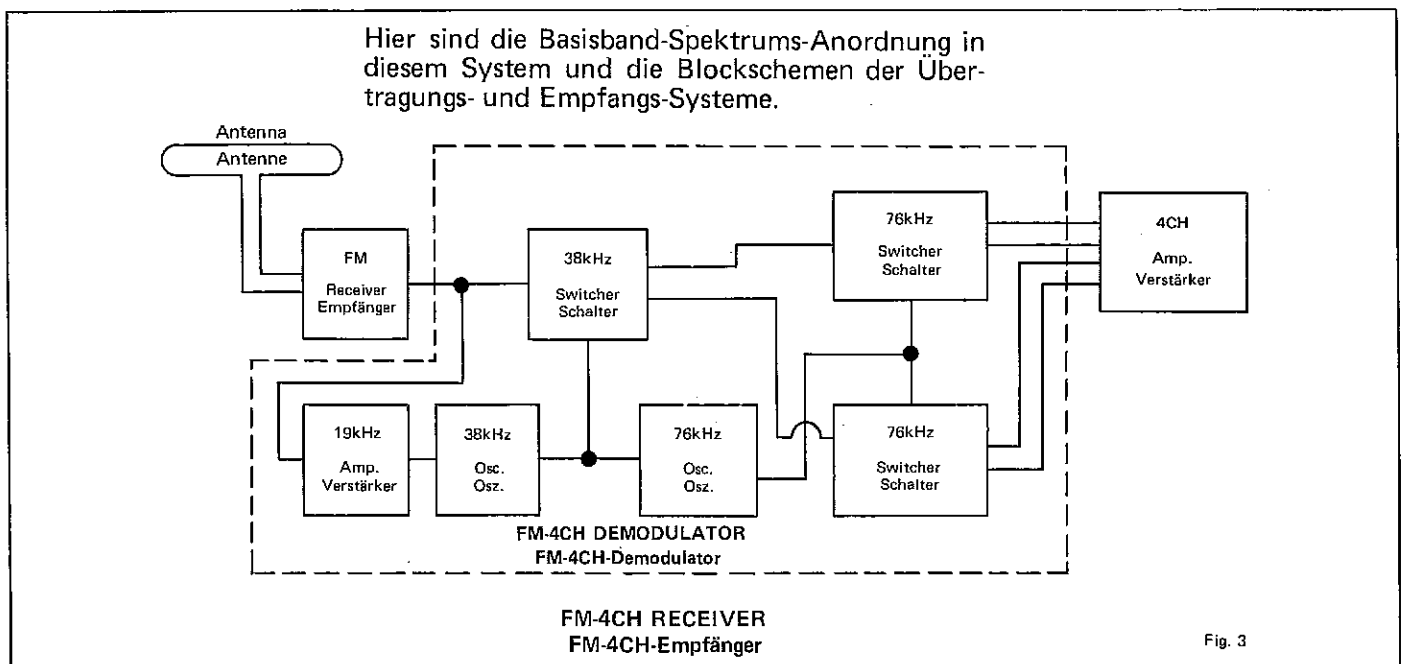 Hier sind die Basisband-Spektrums-Anordnung in
diesem System und die Blockschemen der Über-
tragungs- und Empfangs-Systeme.
Antenna
Antenne
FM
Receiver
Empfänger
38kHz
Switcher
Schalter
76kHz
Switcher
Schalter
4CH
Amp.
Verstärker
19kHz
Amp.
Verstärker
38kHz
Osc.
Osz.
76kHz
Osc.
Osz.
76kHz
Switcher
Schalter
FM-4CH DEMODULATOR
FM-4CH-Demodulator
FM-4CH RECEIVER
FM-4CH-Empfänger
Fig. 3